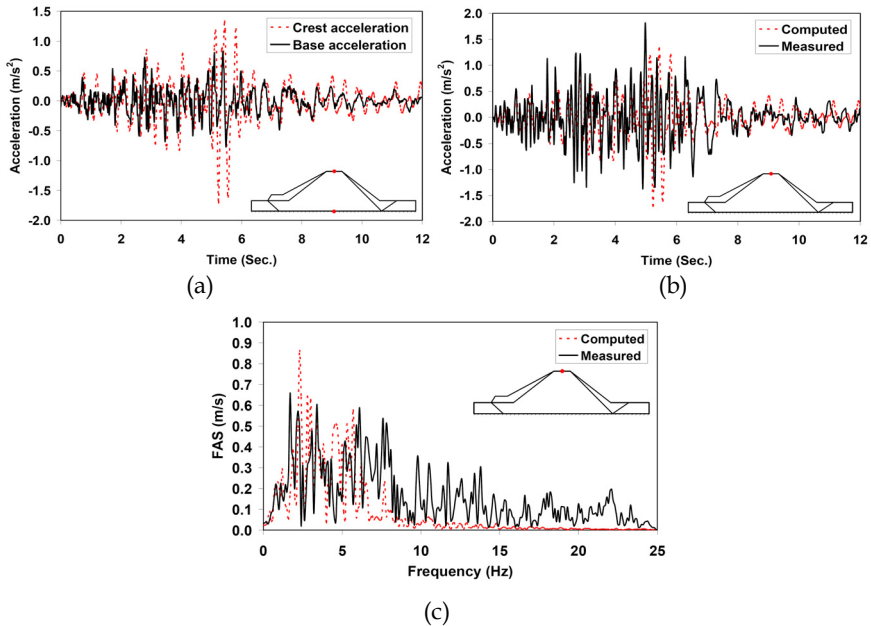 1.5
1.0
0.5
0.0
-0.5
-1.0
-1.5
-2.0
Acceleration (m/s²)
Crest acceleration
Base acceleration
0 2 4 6 8 10 12
Time (Sec.)
(a)
2.0
1.5
1.0
0.5
0.0
-0.5
-1.0
-1.5
-2.0
Acceleration (m/s²)
Computed
Measured
0 2 4 6 8 10 12
Time (Sec.)
(b)
1.0
0.9
0.8
0.7
0.6
0.5
0.4
0.3
0.2
0.1
0.0
FAS (m/s)
Computed
Measured
0 5 10 15 20 25
Frequency (Hz)
(c)